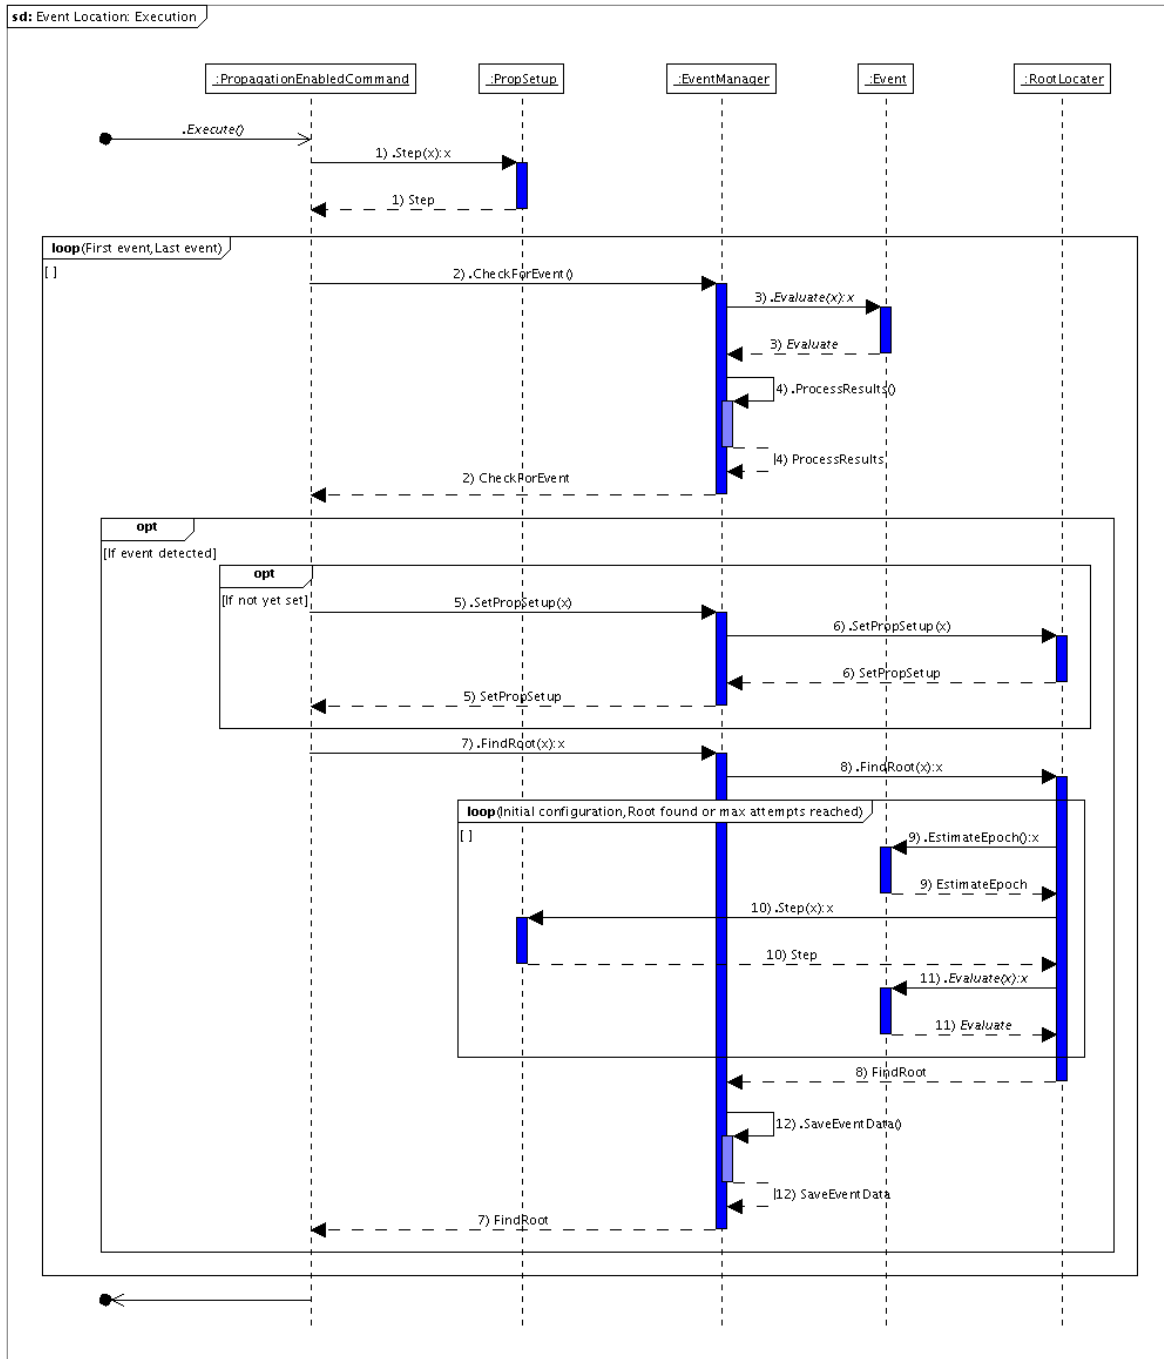 sd: Event Location: Execution
:PropagationEnabledCommand
:PropSetup
:EventManager
:Event
:RootLocater
.Execute()
1) .Step(x):x
1) Step
loop(First event,Last event)
[ ]
2) .CheckForEvent()
3) .Evaluate(x):x
3) Evaluate
4) .ProcessResults()
4) ProcessResults
2) CheckForEvent
opt
[If event detected]
opt
[If not yet set]
5) .SetPropSetup(x)
6) .SetPropSetup(x)
6) SetPropSetup
5) SetPropSetup
7) .FindRoot(x):x
8) .FindRoot(x):x
loop(Initial configuration,Root found or max attempts reached)
[ ]
9) .EstimateEpoch():x
9) EstimateEpoch
10) .Step(x):x
10) Step
11) .Evaluate(x):x
11) Evaluate
8) FindRoot
12) .SaveEventData()
12) SaveEventData
7) FindRoot